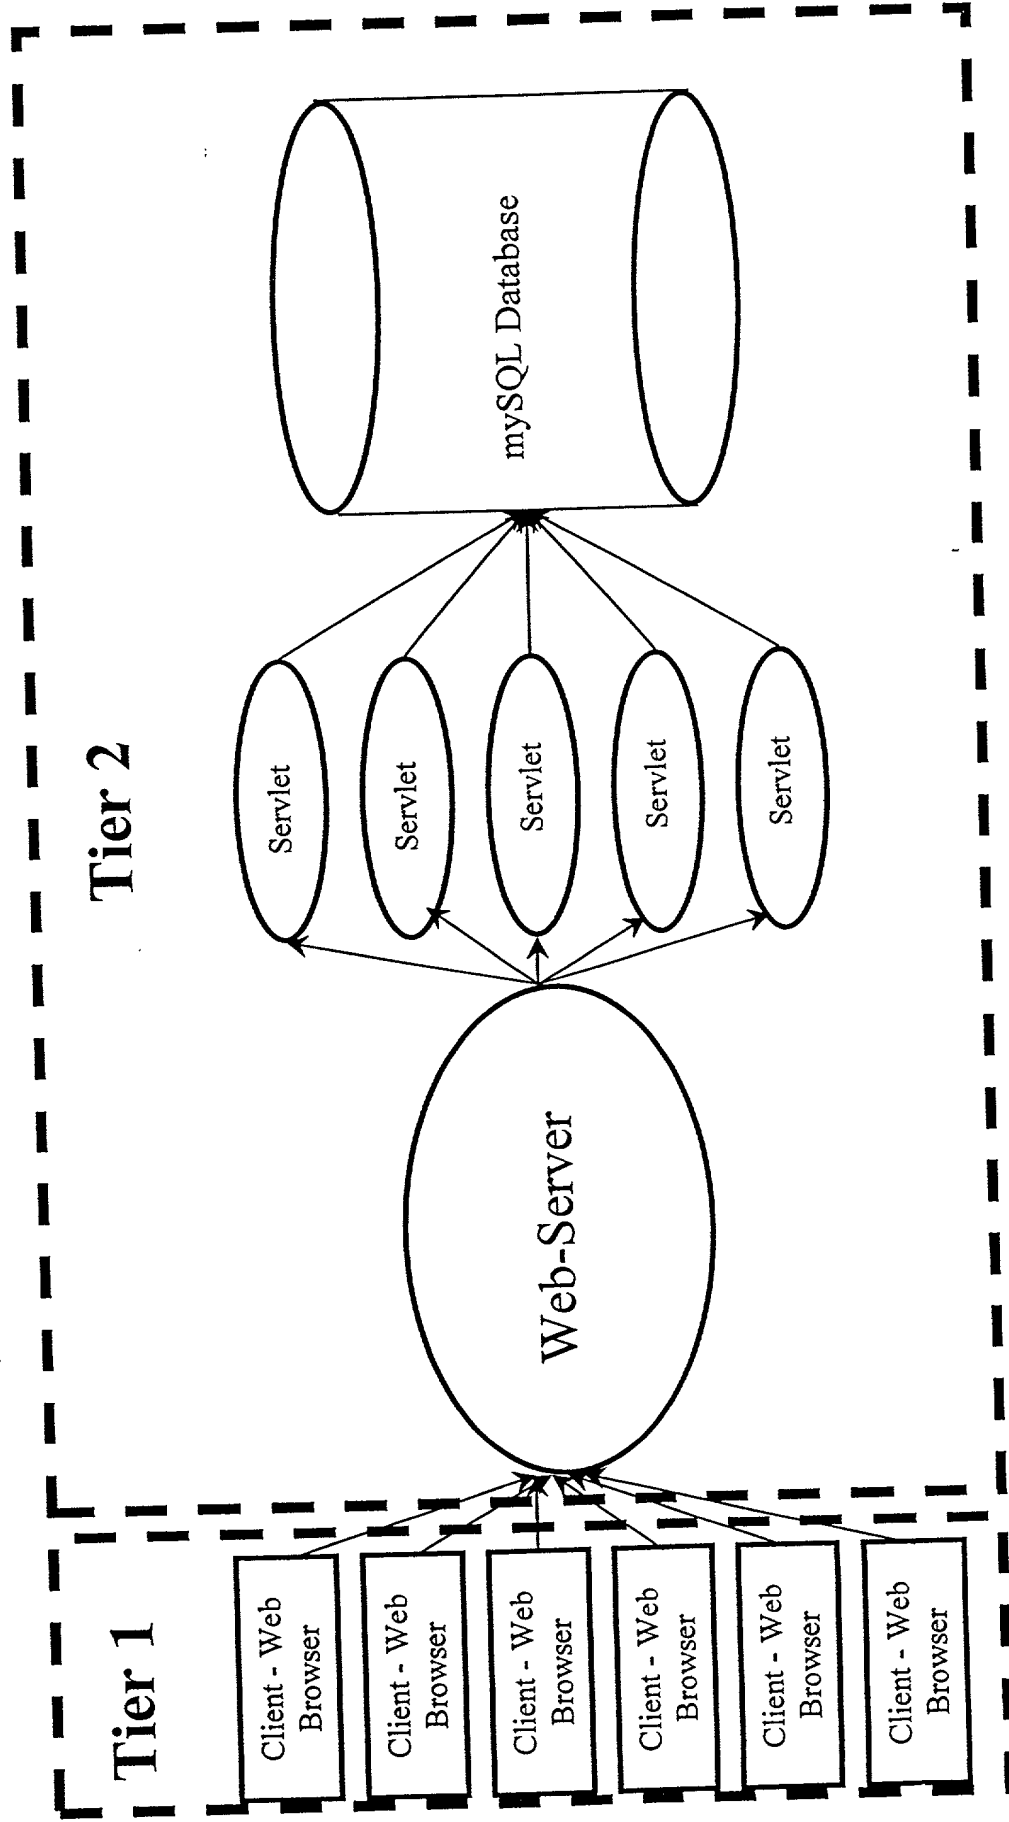 Tier 1
Client - Web
Browser
Client - Web
Browser
Client - Web
Browser
Client - Web
Browser
Client - Web
Browser
Client - Web
Browser
Tier 2
Web-Server
Servlet
Servlet
Servlet
Servlet
Servlet
mySQL Database